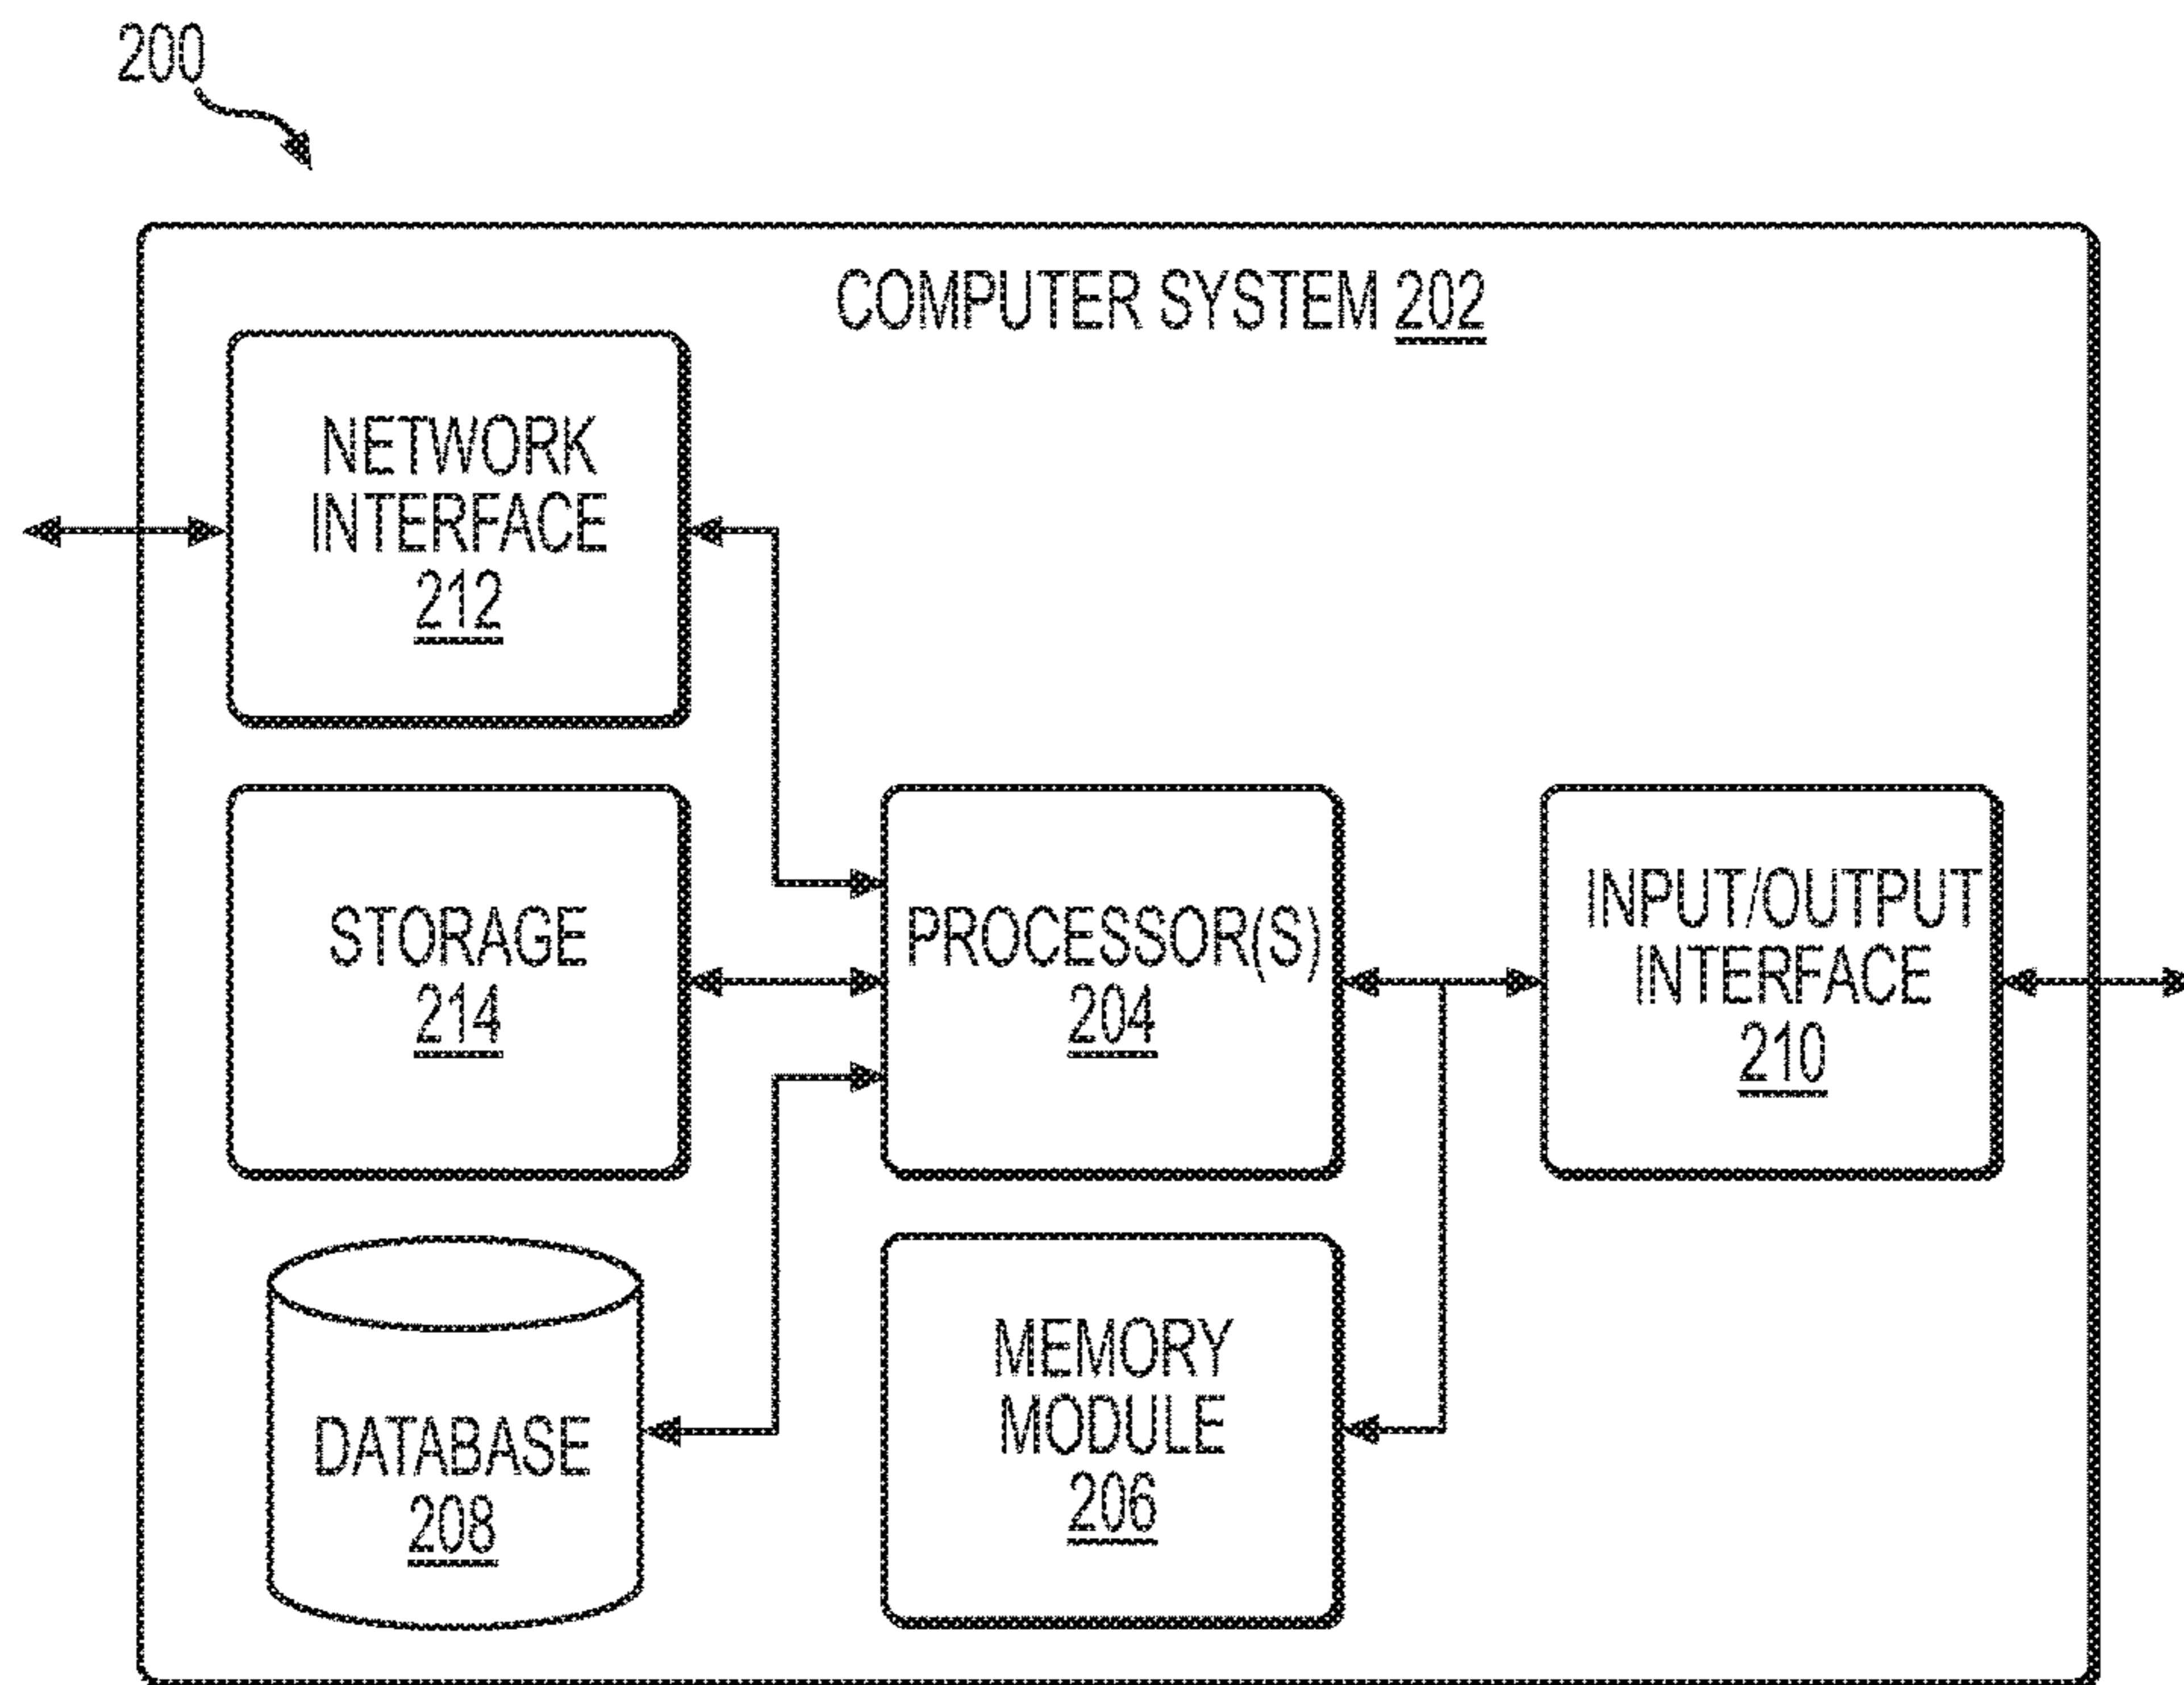 200
COMPUTER SYSTEM 202
NETWORK
INTERFACE
212
STORAGE
214
PROCESSOR(S)
204
INPUT/OUTPUT
INTERFACE
210
DATABASE
208
MEMORY
MODULE
206